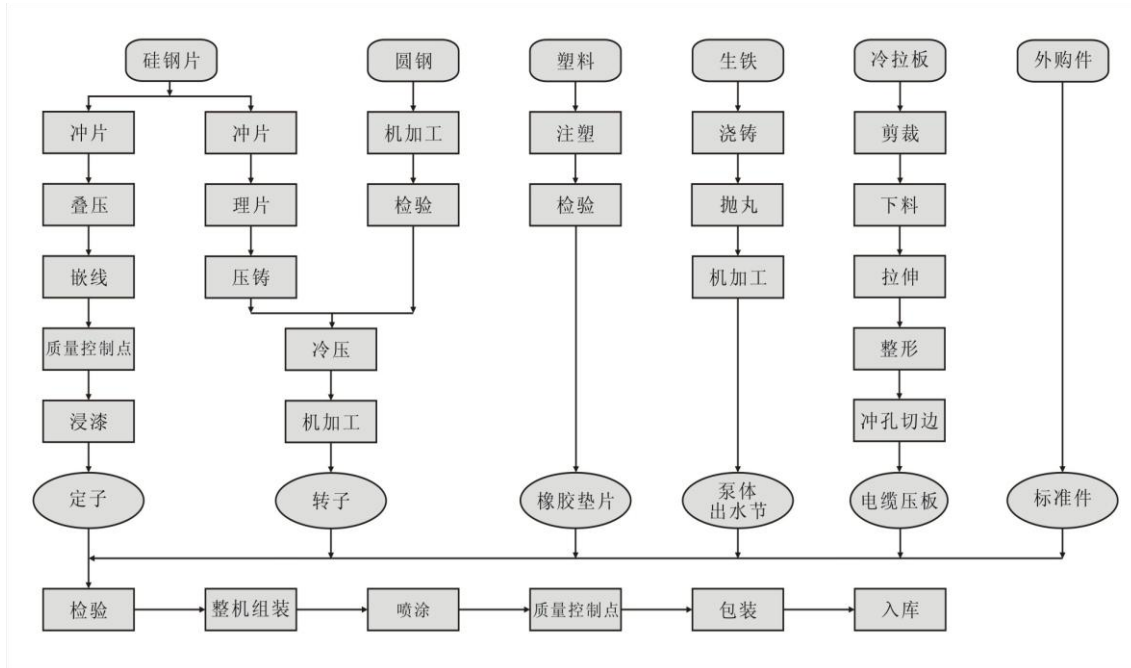 硅钢片
圆钢
塑料
生铁
冷拉板
外购件
冲片
冲片
机加工
注塑
浇铸
剪裁
叠压
理片
检验
检验
抛丸
下料
嵌线
压铸
机加工
拉伸
质量控制点
冷压
整形
浸漆
机加工
冲孔切边
定子
转子
橡胶垫片
泵体
出水节
电缆压板
标准件
检验
整机组装
喷涂
质量控制点
包装
入库